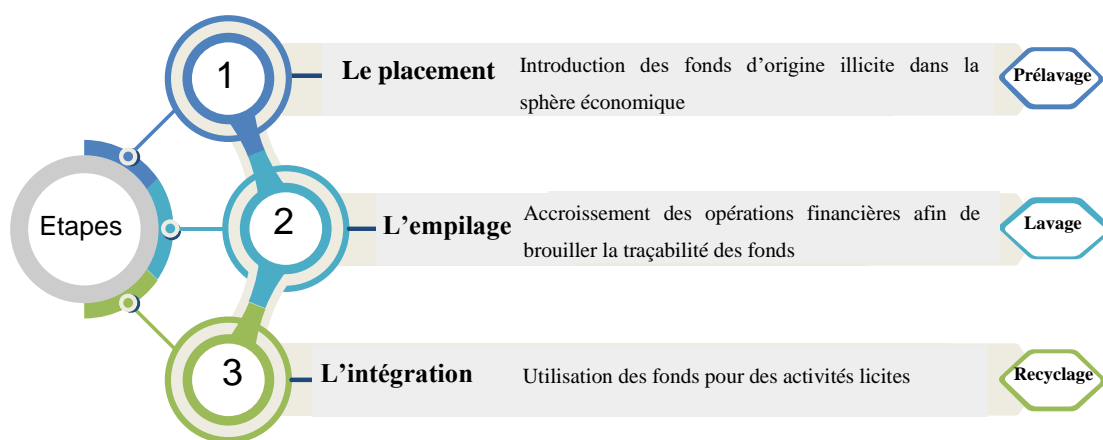 Etapes
1
Le placement
Introduction des fonds d'origine illicite dans la
sphère économique
Prélavage
2
L'empilage
Accroissement des opérations financières afin de
brouiller la traçabilité des fonds
Lavage
3
L'intégration
Utilisation des fonds pour des activités licites
Recyclage